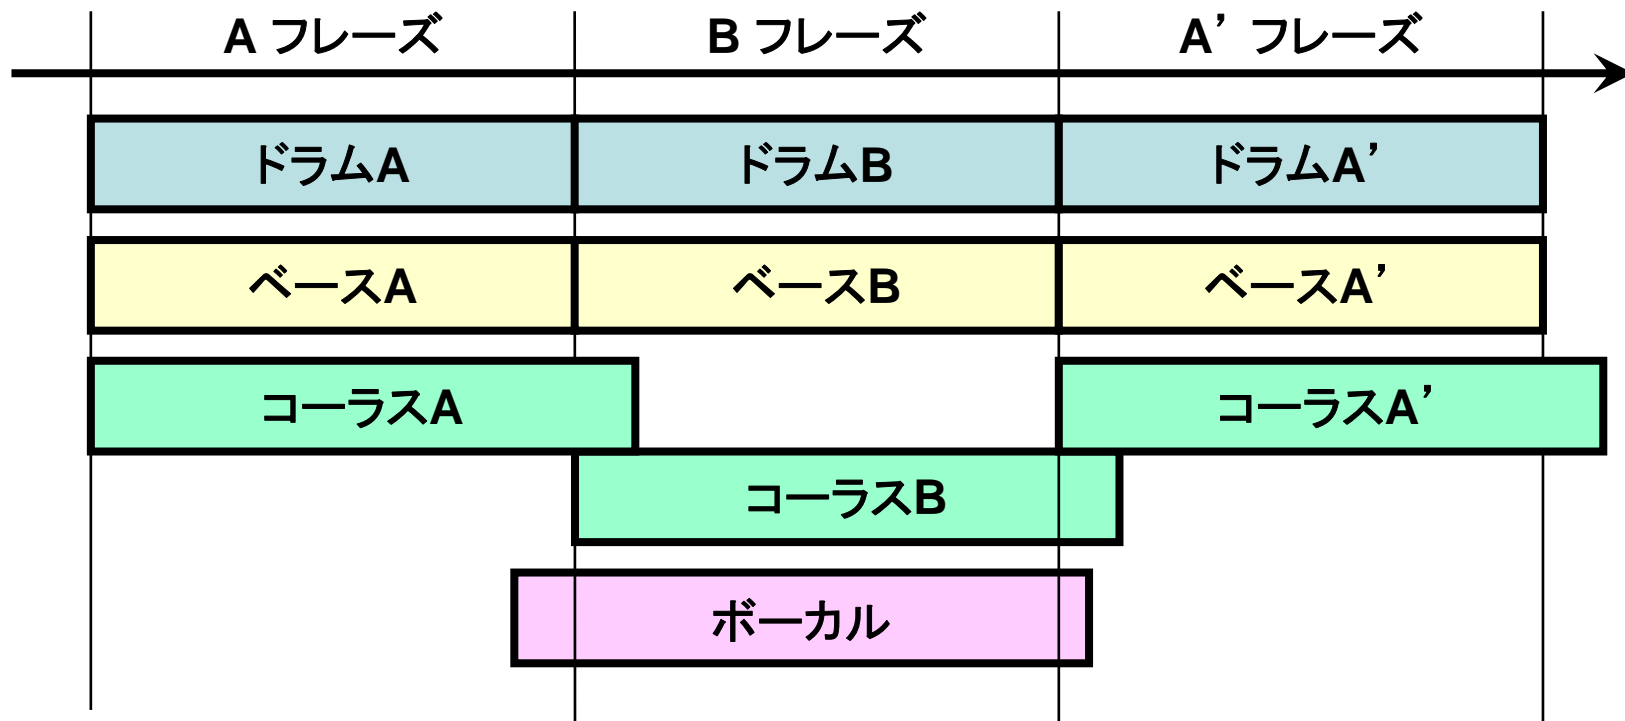 A フレーズ B フレーズ A’ フレーズ
ドラムA ドラムB ドラムA’
ベースA ベースB ベースA’
コーラスA コーラスA’
コーラスB
ボーカル